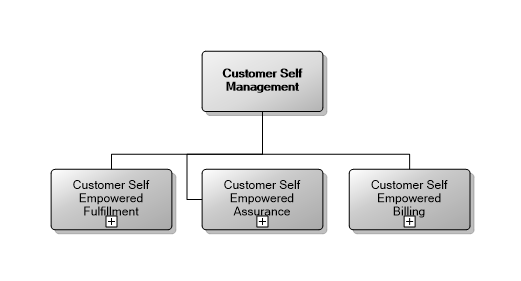 Customer Self
Management
Customer Self
Empowered
Fulfillment
Customer Self
Empowered
Assurance
Customer Self
Empowered
Billing